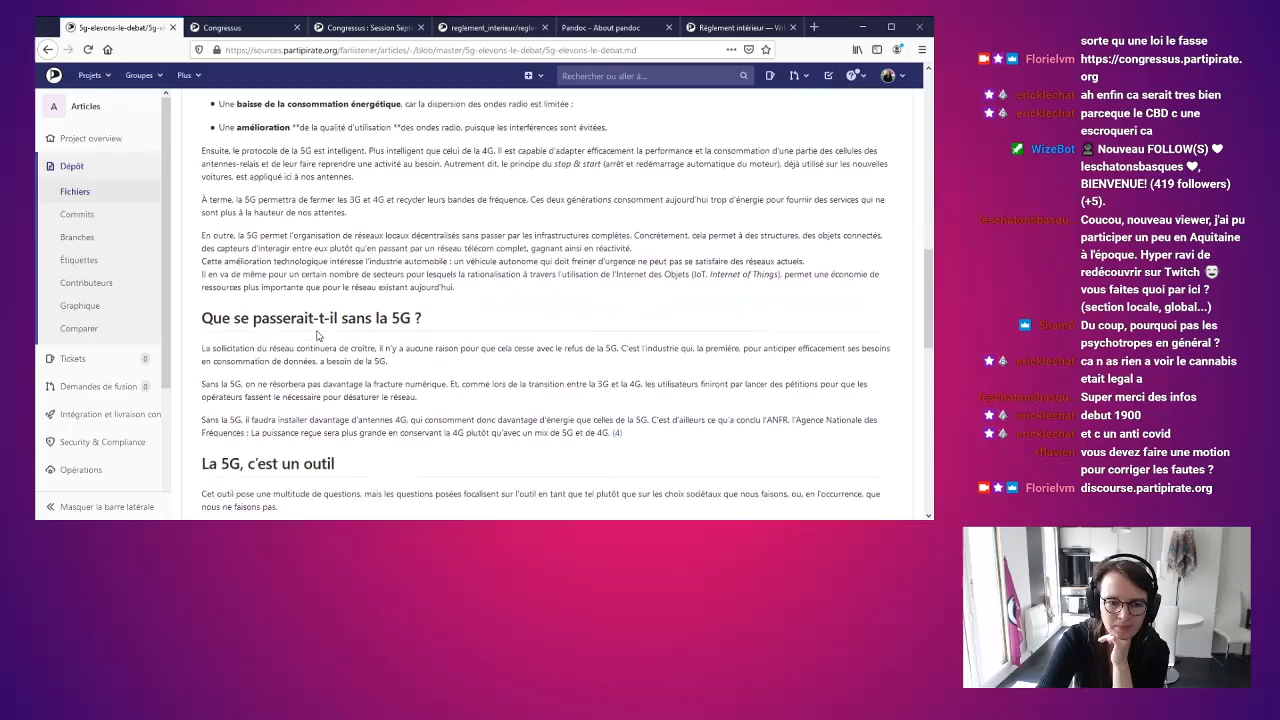 5g-elevons-le-debat/5g-el
Congressus
Congressus : Session Sept
reglement_interieur/regle
Pandoc - About pandoc
Règlement intérieur — Wi
https://sources.partipirate.org/farlistener/articles/-/blob/master/5g-elevons-le-debat/5g-elevons-le-debat.md
Projets
Groupes
Plus
Rechercher ou aller à...
A Articles
Project overview
Dépôt
Fichiers
Commits
Branches
Étiquettes
Contributeurs
Graphique
Comparer
Tickets 0
Demandes de fusion 0
Intégration et livraison con
Security & Compliance
Opérations
Masquer la barre latérale
• Une baisse de la consommation énergétique, car la dispersion des ondes radio est limitée ;
• Une amélioration **de la qualité d'utilisation **des ondes radio, puisque les interférences sont évitées.
Ensuite, le protocole de la 5G est intelligent. Plus intelligent que celui de la 4G. Il est capable d'adapter efficacement la performance et la consommation d'une partie des cellules des
antennes-relais et de leur faire reprendre une activité au besoin. Autrement dit, le principe du stop & start (arrêt et redémarrage automatique du moteur), déjà utilisé sur les nouvelles
voitures, est appliqué ici à nos antennes.
À terme, la 5G permettra de fermer les 3G et 4G et recycler leurs bandes de fréquence. Ces deux générations consomment aujourd'hui trop d'énergie pour fournir des services qui ne
sont plus à la hauteur de nos attentes.
En outre, la 5G permet l'organisation de réseaux locaux décentralisés sans passer par les infrastructures complètes. Concrètement, cela permet à des structures, des objets connectés,
des capteurs d'interagir entre eux plutôt qu'en passant par un réseau télécom complet, gagnant ainsi en réactivité.
Cette amélioration technologique intéresse l'industrie automobile : un véhicule autonome qui doit freiner d'urgence ne peut pas se satisfaire des réseaux actuels.
Il en va de même pour un certain nombre de secteurs pour lesquels la rationalisation à travers l'utilisation de l'Internet des Objets (IoT, Internet of Things), permet une économie de
ressources plus importante que pour le réseau existant aujourd'hui.
Que se passerait-t-il sans la 5G ?
La sollicitation du réseau continuera de croître, il n'y a aucune raison pour que cela cesse avec le refus de la 5G. C'est l'industrie qui, la première, pour anticiper efficacement ses besoins
en consommation de données, a besoin de la 5G.
Sans la 5G, on ne résorbera pas davantage la fracture numérique. Et, comme lors de la transition entre la 3G et la 4G, les utilisateurs finiront par lancer des pétitions pour que les
opérateurs fassent le nécessaire pour désaturer le réseau.
Sans la 5G, il faudra installer davantage d'antennes 4G, qui consomment donc davantage d'énergie que celles de la 5G. C'est d'ailleurs ce qu'a conclu l'ANFR, l'Agence Nationale des
Fréquences : La puissance reçue sera plus grande en conservant la 4G plutôt qu'avec un mix de 5G et de 4G. (4)
La 5G, c'est un outil
Cet outil pose une multitude de questions, mais les questions posées focalisent sur l'outil en tant que tel plutôt que sur les choix sociétaux que nous faisons, ou, en l'occurrence, que
nous ne faisons pas.
sorte qu une loi le fasse
Florielvm https://congressus.partipirate.
org
ericklechat ah enfin ca serait tres bien
ericklechat parceque le CBD c une
escroqueri ca
WizeBot Nouveau FOLLOW(S) ♥
leschatonsbasques ♥,
BIENVENUE! (419 followers)
(+5).
leschatonsbasqu.. Coucou, nouveau viewer, j'ai pu
participer un peu en Aquitaine
à l'époque. Hyper ravi de
redécouvrir sur Twitch
vous faites quoi par ici ?
(section locale, global...)
5ham0 Du coup, pourquoi pas les
psychotropes en général ?
ericklechat ca n as rien a voir le cannabis
etait legal a
leschatonsbasqu.. Super merci des infos
ericklechat debut 1900
ericklechat et c un anti covid
rflavien vous devez faire une motion
pour corriger les fautes ?
Florielvm discourse.partipirate.org